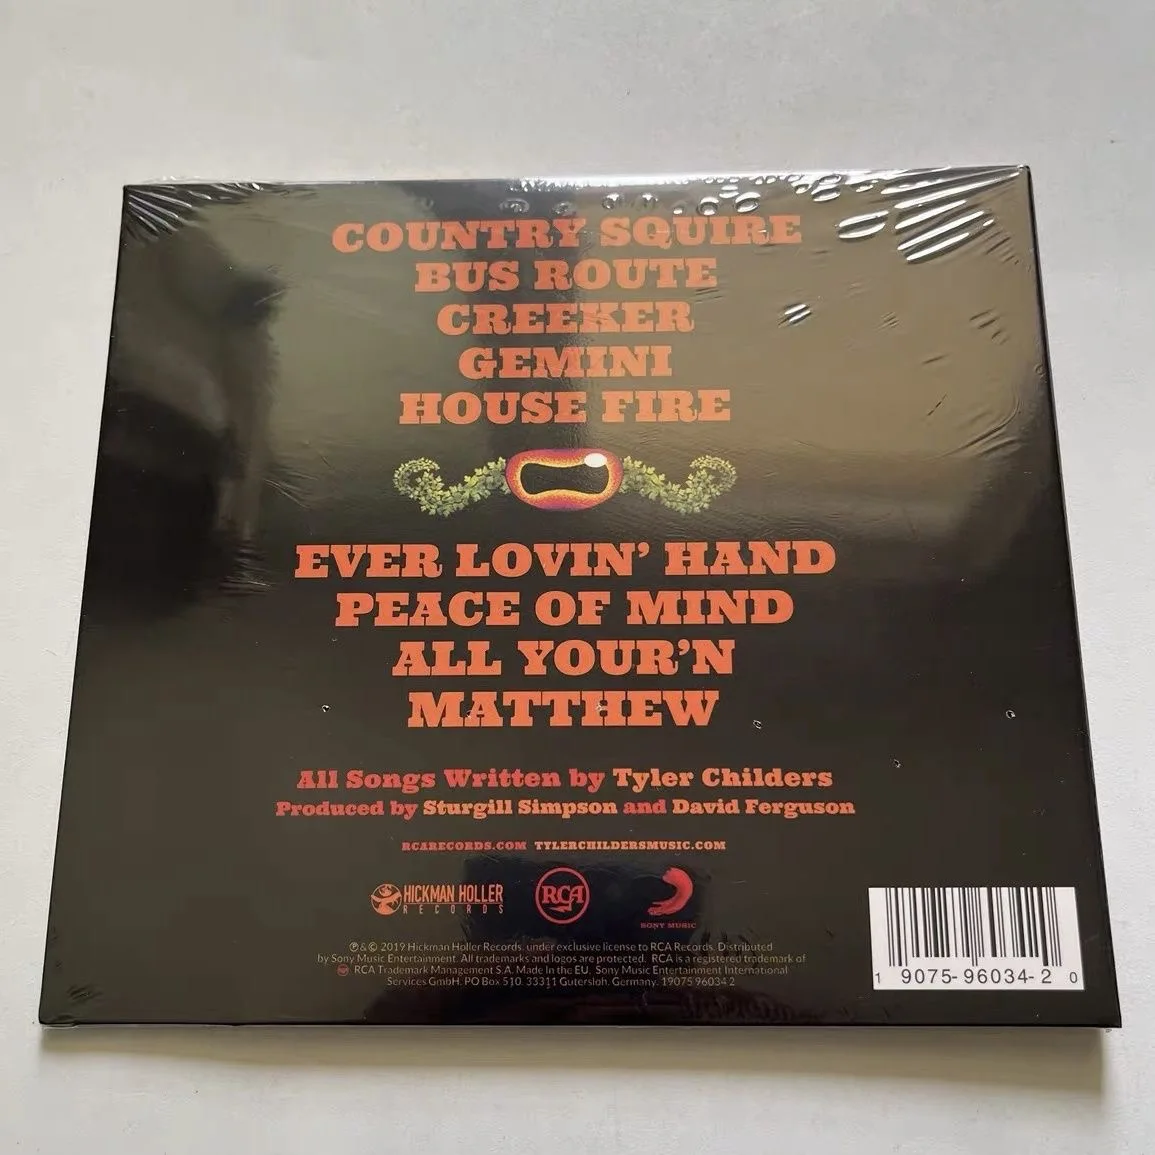 COUNTRY SQUIRE
BUS ROUTE
CREEKER
GEMINI
HOUSE FIRE
EVER LOVIN' HAND
PEACE OF MIND
ALL YOUR'N
MATTHEW
All Songs Written by Tyler Childers
Produced by Sturgill Simpson and David Ferguson
RCARECORDS.COM TYLERCHILDERSMUSIC.COM
HICKMAN HOLLER
RECORDS
RCA
SONY MUSIC
℗ & © 2019 Hickman Holler Records, under exclusive license to RCA Records. Distributed
by Sony Music Entertainment. All trademarks and logos are protected. RCA is a registered trademark of
RCA Trademark Management S.A. Made in the EU. Sony Music Entertainment International
Services GmbH, PO Box 510, 33311 Gutersloh, Germany. 19075 96034 2
1 9075-96034-2 0